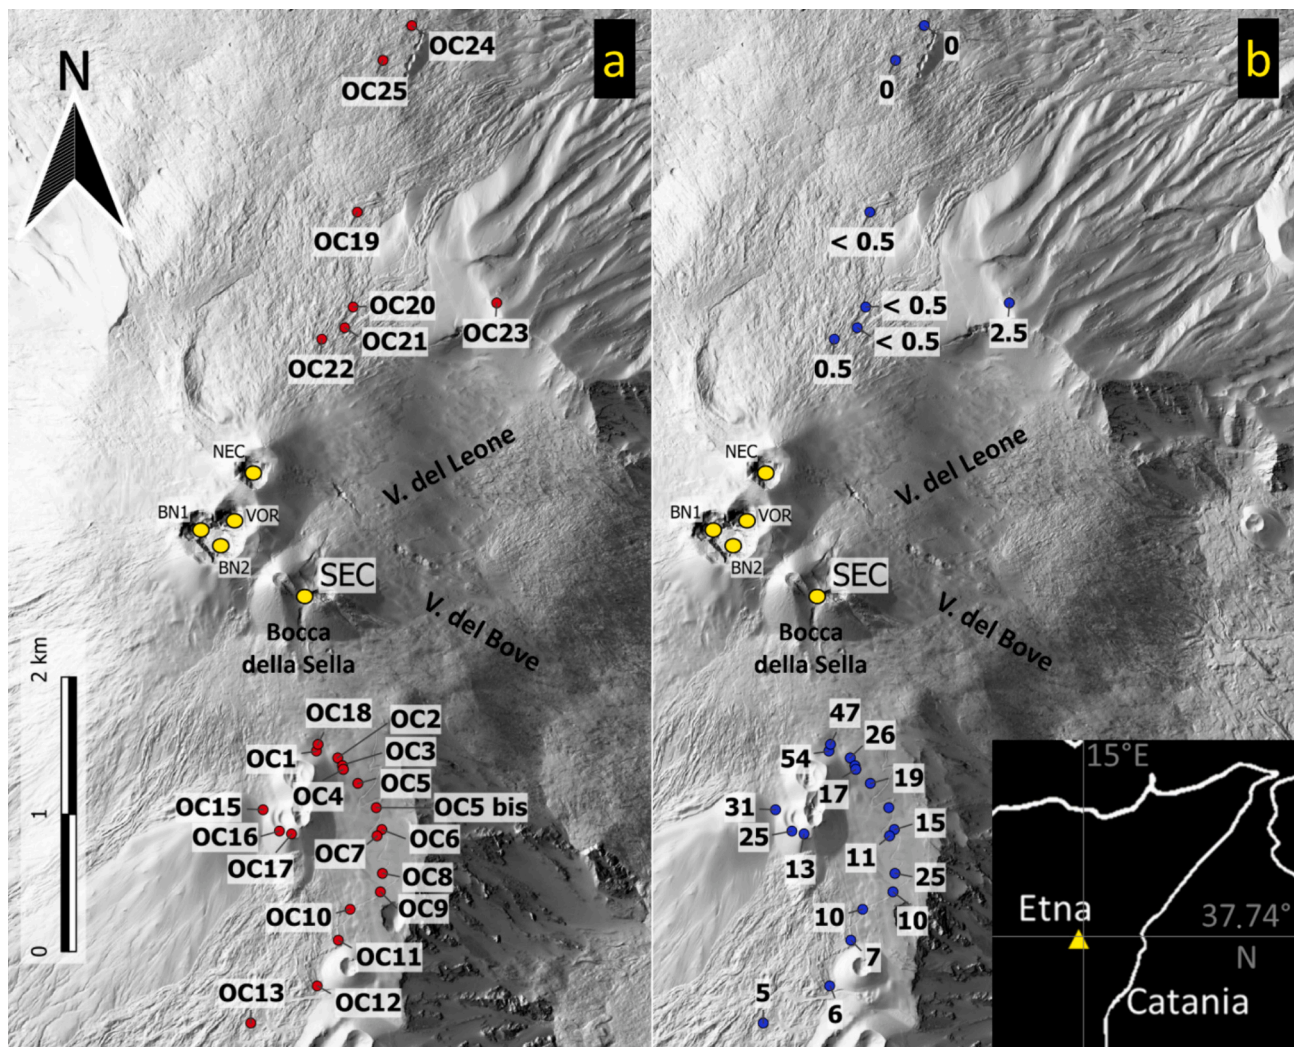 N
a
OC24
OC25
OC19
OC20
OC21
OC22
OC23
NEC
BN1
VOR
BN2
V. del Leone
SEC
V. del Bove
Bocca
della Sella
2 km
1
0
OC18
OC2
OC1
OC3
OC4
OC5
OC15
OC5 bis
OC16
OC6
OC7
OC17
OC8
OC9
OC10
OC11
OC13
OC12
b
0
0
< 0.5
< 0.5
< 0.5
0.5
2.5
NEC
BN1
VOR
BN2
V. del Leone
SEC
V. del Bove
Bocca
della Sella
47
26
54
19
17
31
15
25
11
13
25
10
10
7
5
6
15°E
Etna
37.74°
N
Catania